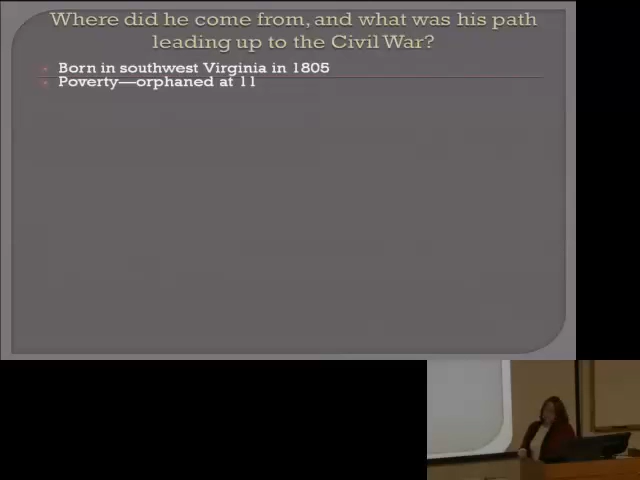 Where did he come from, and what was his path
leading up to the Civil War?
Born in southwest Virginia in 1805
Poverty—orphaned at 11